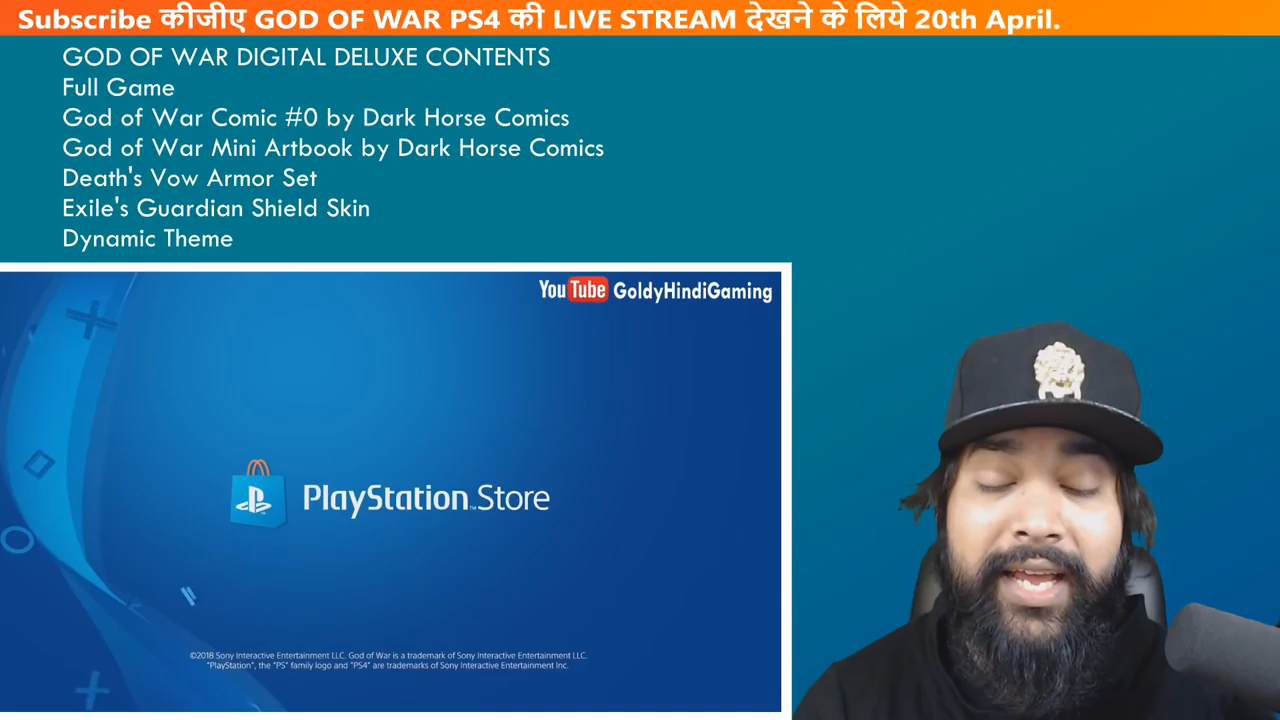 Subscribe कीजीए GOD OF WAR PS4 की LIVE STREAM देखने के लिये 20th April.
GOD OF WAR DIGITAL DELUXE CONTENTS
Full Game
God of War Comic #0 by Dark Horse Comics
God of War Mini Artbook by Dark Horse Comics
Death's Vow Armor Set
Exile's Guardian Shield Skin
Dynamic Theme
You Tube GoldyHindiGaming
PlayStation™Store
©2018 Sony Interactive Entertainment LLC. God of War is a trademark of Sony Interactive Entertainment LLC.
"PlayStation", the "PS" family logo and "PS4" are trademarks of Sony Interactive Entertainment Inc.